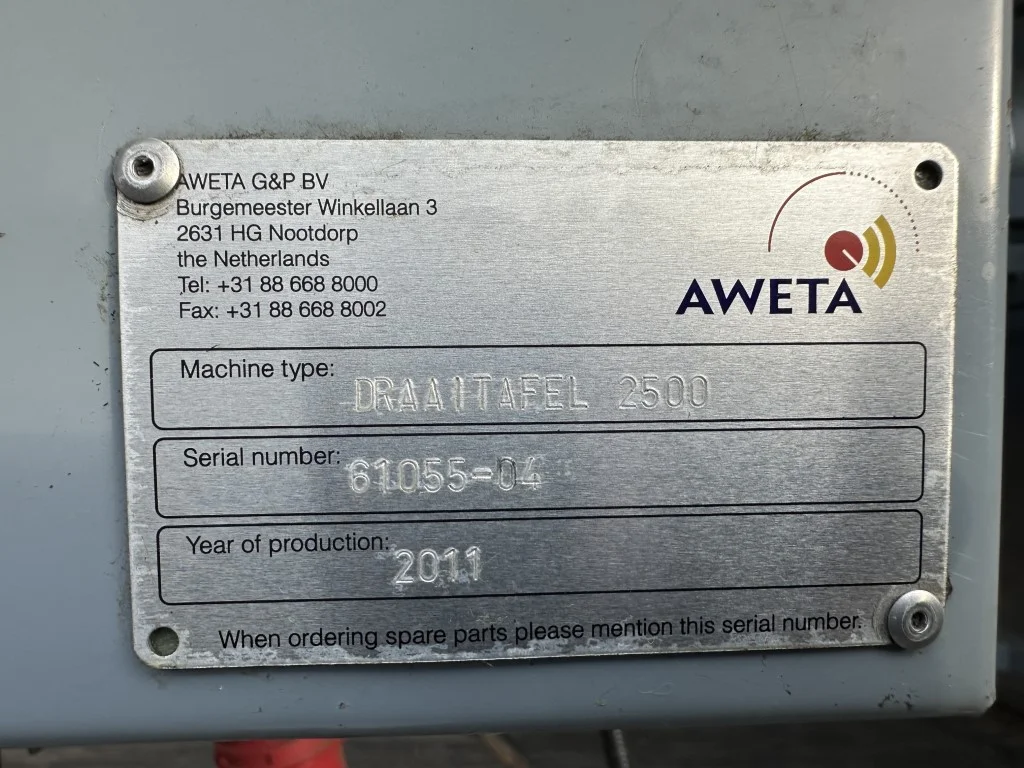 AWETA G&P BV
Burgemeester Winkellaan 3
2631 HG Nootdorp
the Netherlands
Tel: +31 88 668 8000
Fax: +31 88 668 8002
AWETA
Machine type: DRAAITAFEL 2500
Serial number: 61055-04
Year of production: 2011
When ordering spare parts please mention this serial number.